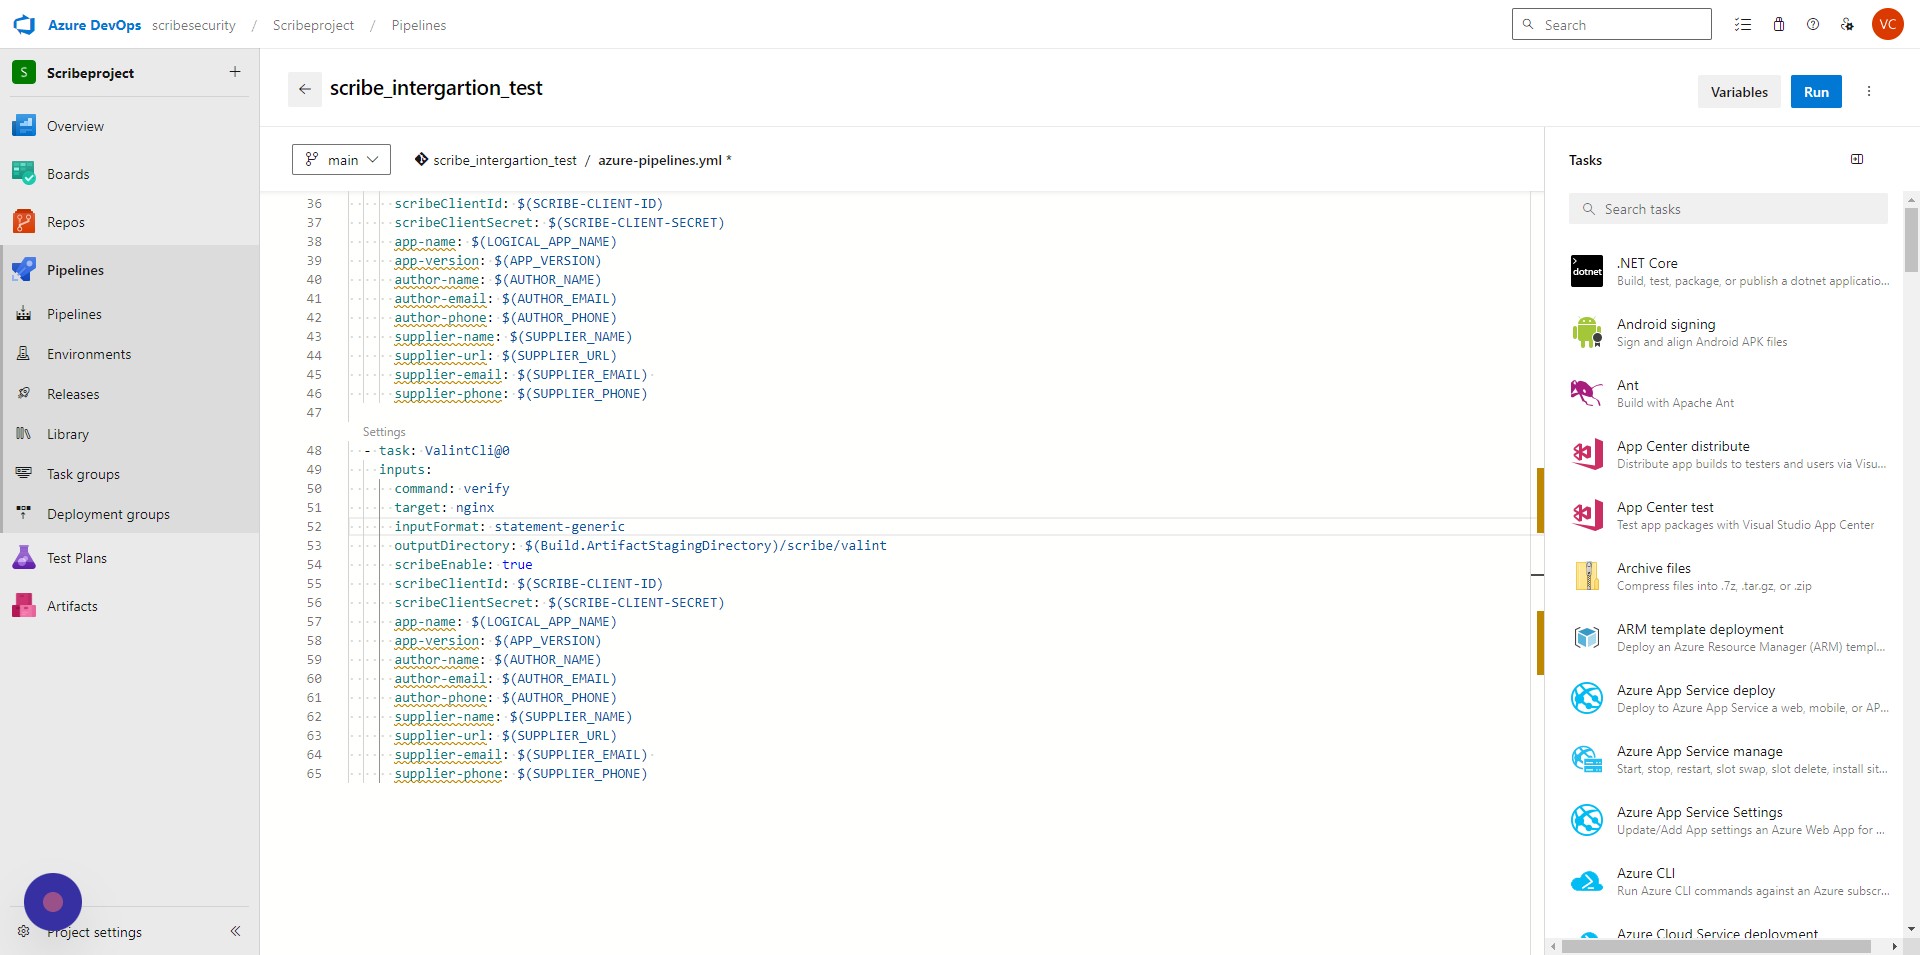 Azure DevOps scribesecurity / Scribeproject / Pipelines
Search
VC
S Scribeproject +
Overview
Boards
Repos
Pipelines
Pipelines
Environments
Releases
Library
Task groups
Deployment groups
Test Plans
Artifacts
Project settings
scribe_intergartion_test
Variables
Run
main
scribe_intergartion_test / azure-pipelines.yml *
36 scribeClientId: $(SCRIBE-CLIENT-ID)
37 scribeClientSecret: $(SCRIBE-CLIENT-SECRET)
38 app-name: $(LOGICAL_APP_NAME)
39 app-version: $(APP_VERSION)
40 author-name: $(AUTHOR_NAME)
41 author-email: $(AUTHOR_EMAIL)
42 author-phone: $(AUTHOR_PHONE)
43 supplier-name: $(SUPPLIER_NAME)
44 supplier-url: $(SUPPLIER_URL)
45 supplier-email: $(SUPPLIER_EMAIL)
46 supplier-phone: $(SUPPLIER_PHONE)
47
Settings
48 - task: ValintCli@0
49 inputs:
50 command: verify
51 target: nginx
52 inputFormat: statement-generic
53 outputDirectory: $(Build.ArtifactStagingDirectory)/scribe/valint
54 scribeEnable: true
55 scribeClientId: $(SCRIBE-CLIENT-ID)
56 scribeClientSecret: $(SCRIBE-CLIENT-SECRET)
57 app-name: $(LOGICAL_APP_NAME)
58 app-version: $(APP_VERSION)
59 author-name: $(AUTHOR_NAME)
60 author-email: $(AUTHOR_EMAIL)
61 author-phone: $(AUTHOR_PHONE)
62 supplier-name: $(SUPPLIER_NAME)
63 supplier-url: $(SUPPLIER_URL)
64 supplier-email: $(SUPPLIER_EMAIL)
65 supplier-phone: $(SUPPLIER_PHONE)
Tasks
Search tasks
dotnet
.NET Core
Build, test, package, or publish a dotnet applicatio...
Android signing
Sign and align Android APK files
Ant
Build with Apache Ant
App Center distribute
Distribute app builds to testers and users via Visu...
App Center test
Test app packages with Visual Studio App Center
Archive files
Compress files into .7z, .tar.gz, or .zip
ARM template deployment
Deploy an Azure Resource Manager (ARM) templ...
Azure App Service deploy
Deploy to Azure App Service a web, mobile, or AP...
Azure App Service manage
Start, stop, restart, slot swap, slot delete, install sit...
Azure App Service Settings
Update/Add App settings an Azure Web App for ...
Azure CLI
Run Azure CLI commands against an Azure subscr...
Azure Cloud Service deployment